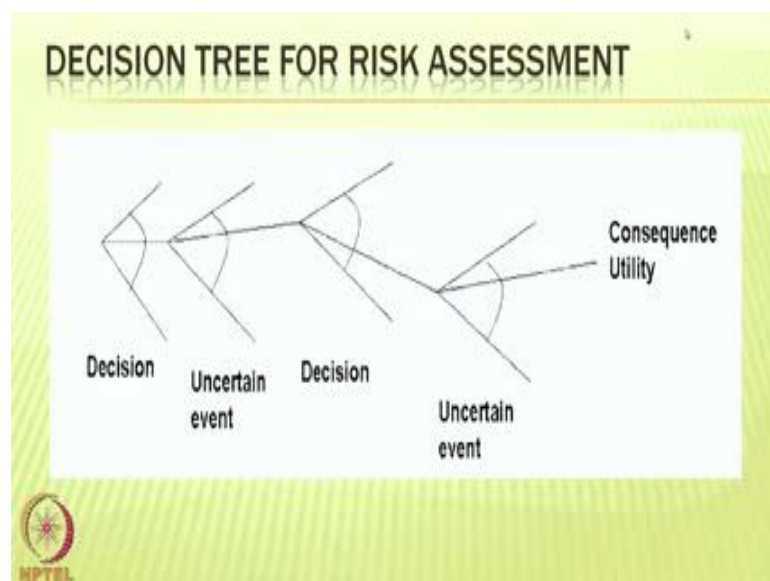 DECISION TREE FOR RISK ASSESSMENT
Consequence
Utility
Decision
Uncertain
event
Decision
Uncertain
event
NPTEL